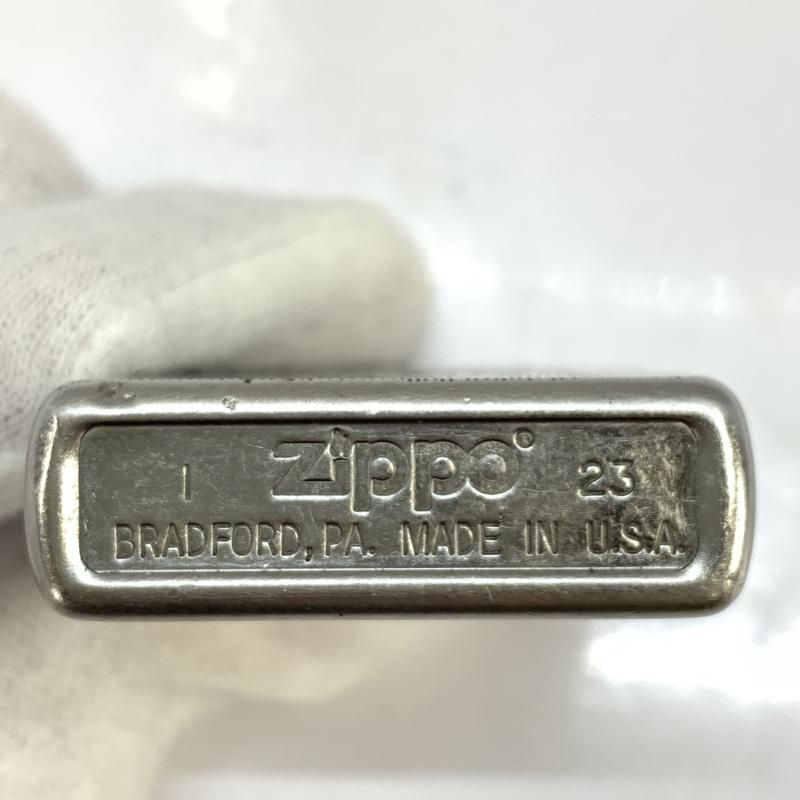 I Zippo® 23
BRADFORD, PA. MADE IN U.S.A.